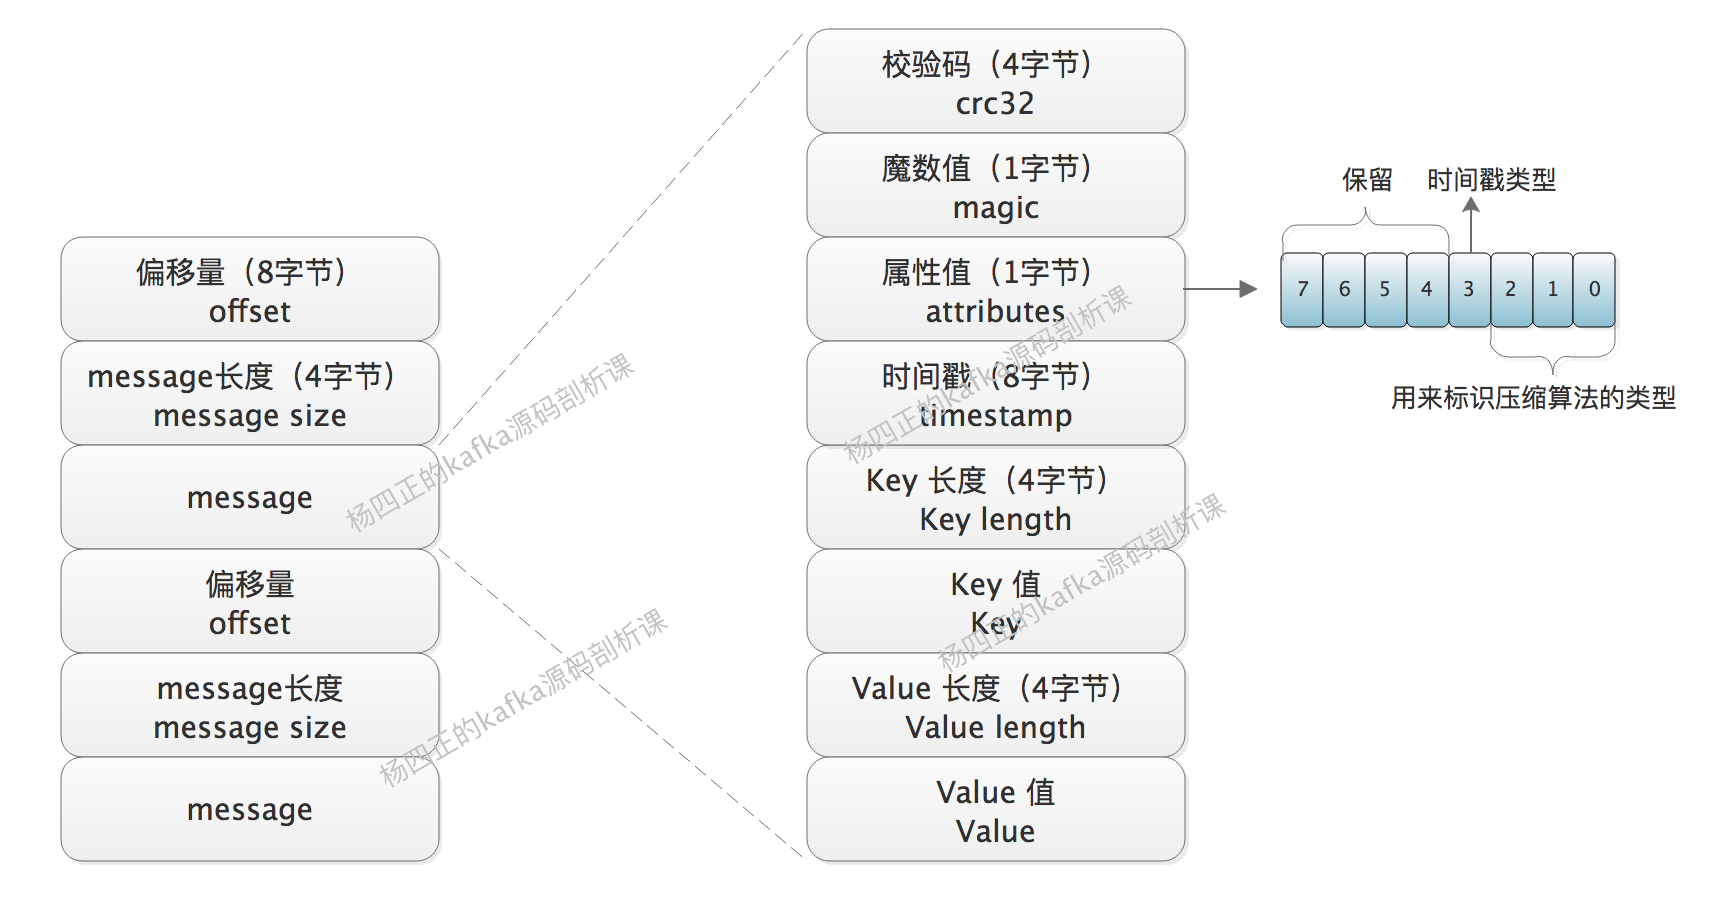 偏移量（8字节）
offset
message长度（4字节）
message size
message
偏移量
offset
message长度
message size
message
校验码（4字节）
crc32
魔数值（1字节）
magic
属性值（1字节）
attributes
时间戳（8字节）
timestamp
Key 长度（4字节）
Key length
Key 值
Key
Value 长度（4字节）
Value length
Value 值
Value
保留
时间戳类型
7 6 5 4 3 2 1 0
用来标识压缩算法的类型
杨四正的kafka源码剖析课
杨四正的kafka源码剖析课
杨四正的kafka源码剖析课
杨四正的kafka源码剖析课